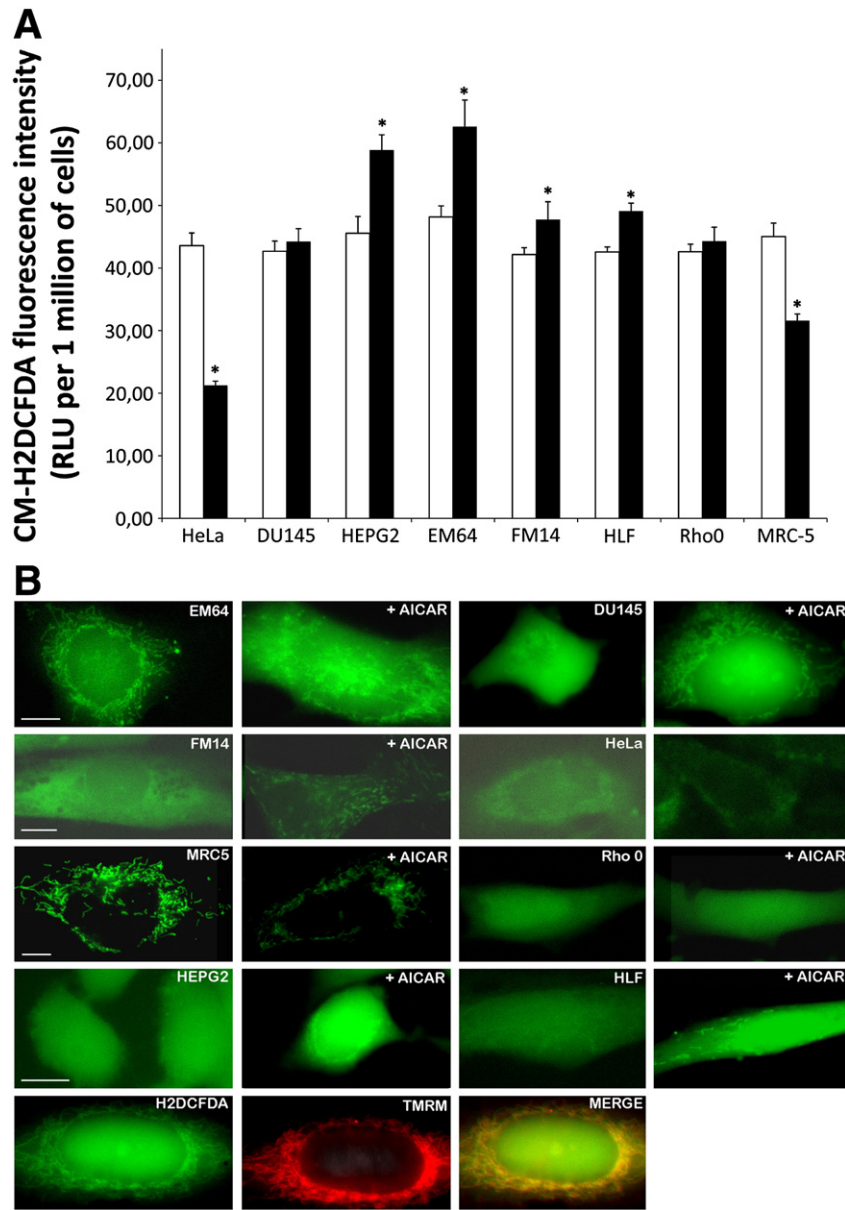 A
CM-H2DCFDA fluorescence intensity
(RLU per 1 million of cells)
70,00
60,00
50,00
40,00
30,00
20,00
10,00
0,00
* * * * * *
HeLa DU145 HEPG2 EM64 FM14 HLF Rho0 MRC-5
B
EM64 + AICAR DU145 + AICAR
FM14 + AICAR HeLa
MRC5 + AICAR Rho 0 + AICAR
HEPG2 + AICAR HLF + AICAR
H2DCFDA TMRM MERGE